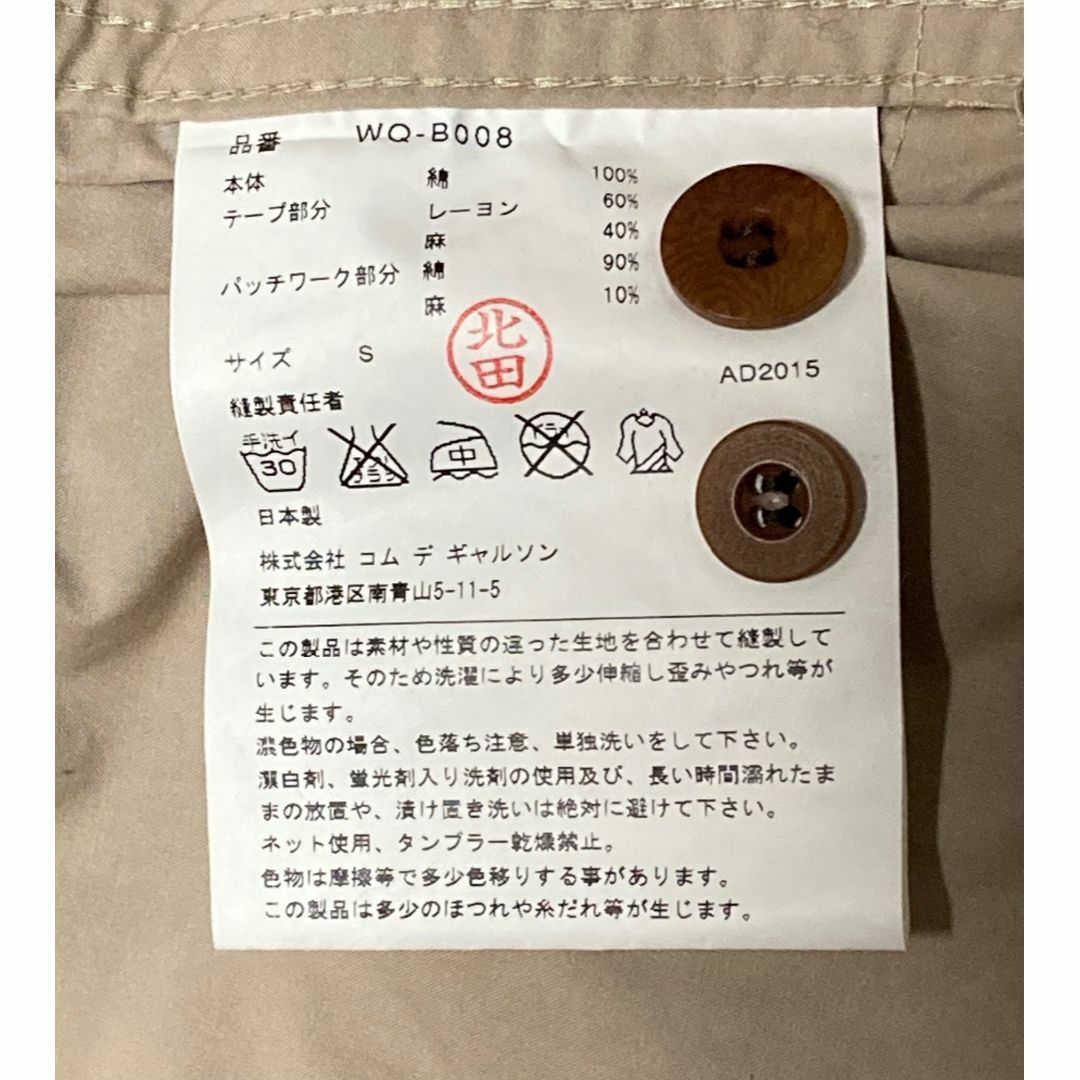 品番 WQ-B008
本体 綿 100%
テープ部分 レーヨン 60%
麻 40%
パッチワーク部分 綿 90%
麻 10%
サイズ S
北田
AD2015
縫製責任者
手洗イ
30
エンソ
サラシ
中
ドライ
日本製
株式会社 コム デ ギャルソン
東京都港区南青山5-11-5
この製品は素材や性質の違った生地を合わせて縫製して
います。そのため洗濯により多少伸縮し歪みやつれ等が
生じます。
濃色物の場合、色落ち注意、単独洗いをして下さい。
漂白剤、蛍光剤入り洗剤の使用及び、長い時間濡れたま
まの放置や、漬け置き洗いは絶対に避けて下さい。
ネット使用、タンブラー乾燥禁止。
色物は摩擦等で多少色移りする事があります。
この製品は多少のほつれや糸だれ等が生じます。